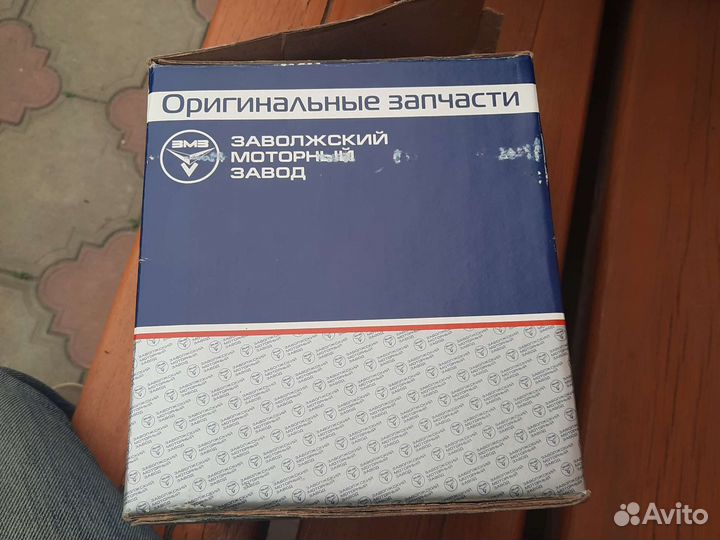 Оригинальные запчасти
ЗМЗ
ЗАВОЛЖСКИЙ
МОТОРНЫЙ
ЗАВОД
Avito